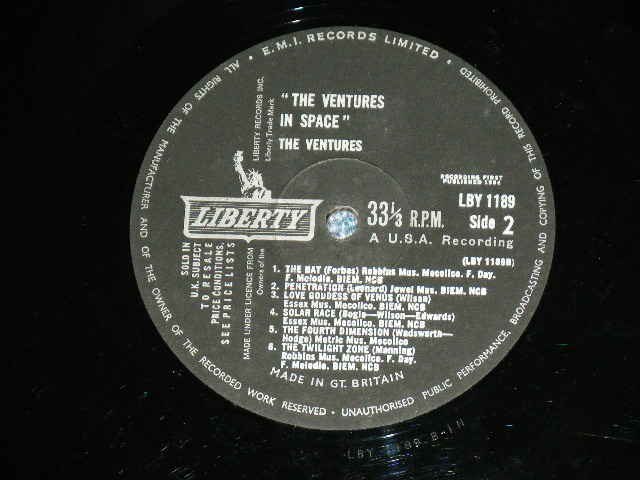 E.M.I. RECORDS LIMITED
ALL RIGHTS OF THE MANUFACTURER AND OF THE OWNER OF THE RECORDED WORK RESERVED • UNAUTHORISED PUBLIC PERFORMANCE, BROADCASTING AND COPYING OF THIS RECORD PROHIBITED
"THE VENTURES
IN SPACE"
THE VENTURES
LIBERTY RECORDS INC.
Liberty Trade Mark
Owners of the
MADE UNDER LICENCE FROM
RECORDING FIRST
PUBLISHED 1964
LIBERTY
33 1/3 R.P.M.
LBY 1189
Side 2
A U.S.A. Recording
(LBY 1189B)
SOLD IN
U.K. SUBJECT
TO RESALE
PRICE CONDITIONS,
SEE PRICE LISTS
1. THE BAT (Forbes) Robbins Mus. Mecolico. F. Day.
F. Melodie. BIEM. NCB
2. PENETRATION (Leonard) Jewel Mus. BIEM. NCB
3. LOVE GODDESS OF VENUS (Wilson)
Essex Mus. Mecolico. BIEM. NCB
4. SOLAR RACE (Bogle—Wilson—Edwards)
Essex Mus. Mecolico. BIEM. NCB
5. THE FOURTH DIMENSION (Wadsworth—
Hodge) Metric Mus. Mecolico
6. THE TWILIGHT ZONE (Manning)
Robbins Mus. Mecolico. F. Day.
F. Melodie. BIEM. NCB
MADE IN GT. BRITAIN
LBY 1189 B-1N